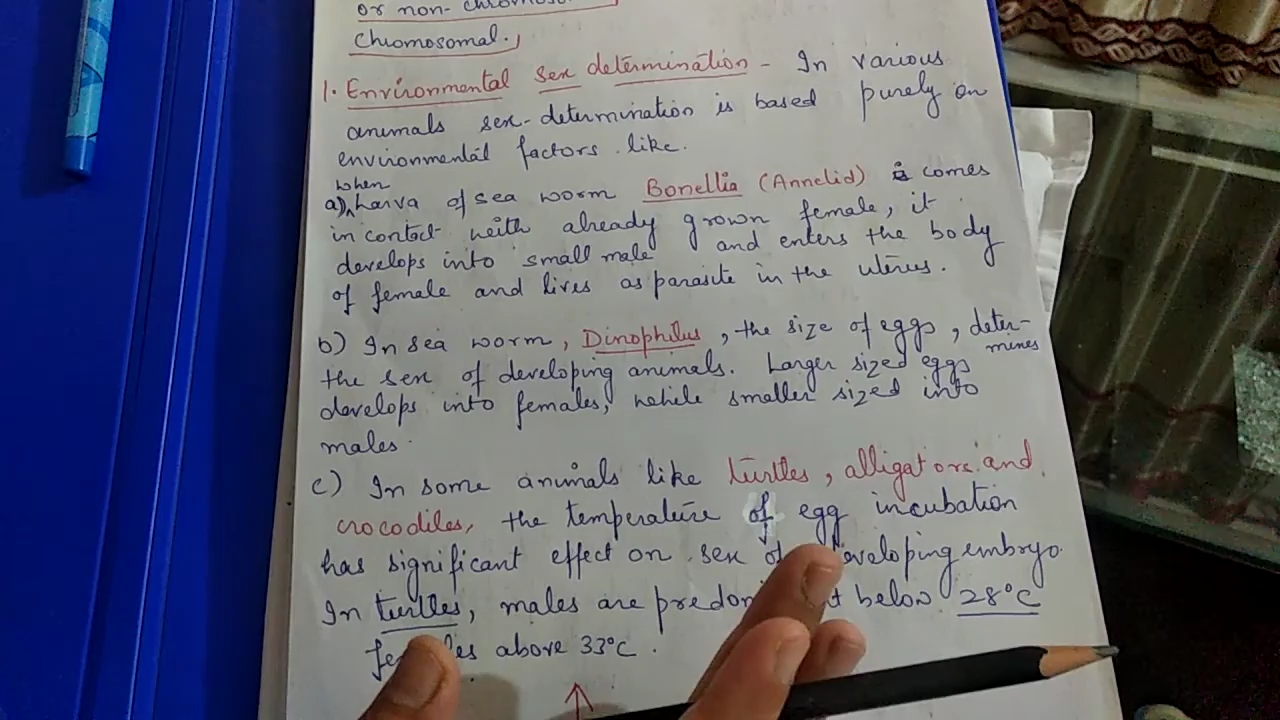 or non-chromoso
chromosomal.
1. Environmental sex determination - In various
animals sex-determination is based purely on
environmental factors like.
when
a) Larva of sea worm Bonellia (Annelid) comes
in contact with already grown female, it
develops into small male and enters the body
of female and lives as parasite in the uterus.
b) In sea worm, Dinophilus, the size of eggs, deter-
mines
the sex of developing animals. Larger sized eggs
develops into females, while smaller sized into
males.
c) In some animals like turtles, alligators and
crocodiles, the temperature of egg incubation
has significant effect on sex of developing embryo.
In turtles, males are below 28°C
above 33°C.